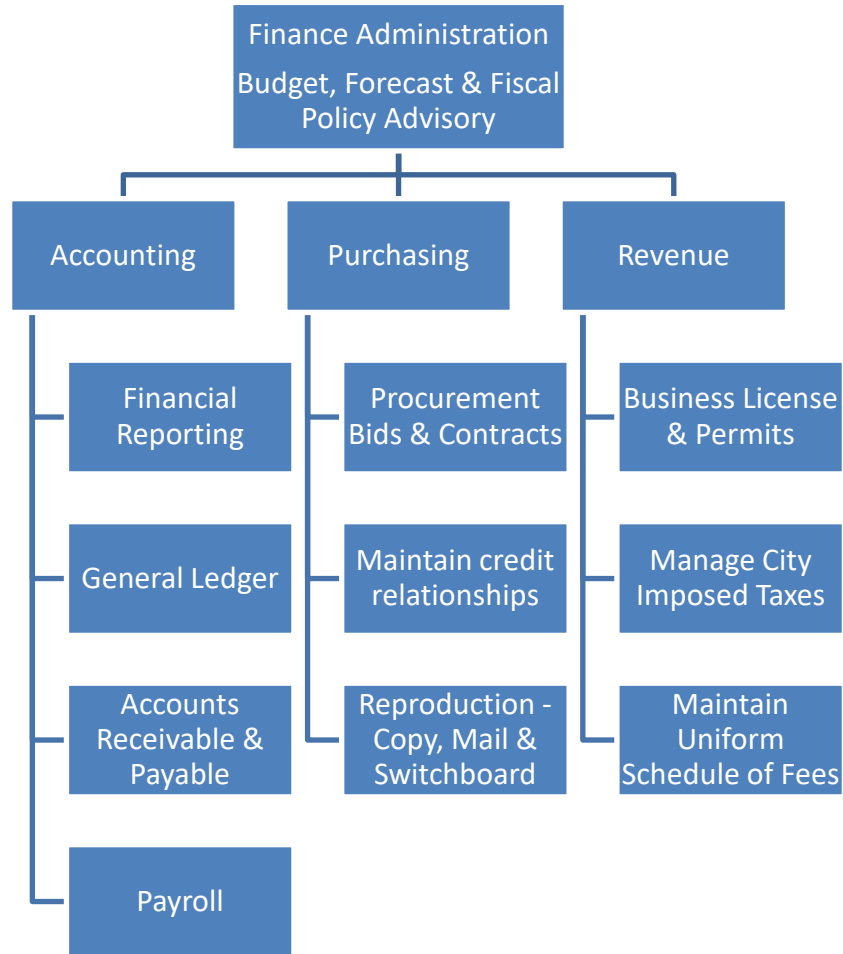 Finance Administration
Budget, Forecast & Fiscal
Policy Advisory
Accounting
Purchasing
Revenue
Financial
Reporting
Procurement
Bids & Contracts
Business License
& Permits
General Ledger
Maintain credit
relationships
Manage City
Imposed Taxes
Accounts
Receivable &
Payable
Reproduction -
Copy, Mail &
Switchboard
Maintain
Uniform
Schedule of Fees
Payroll